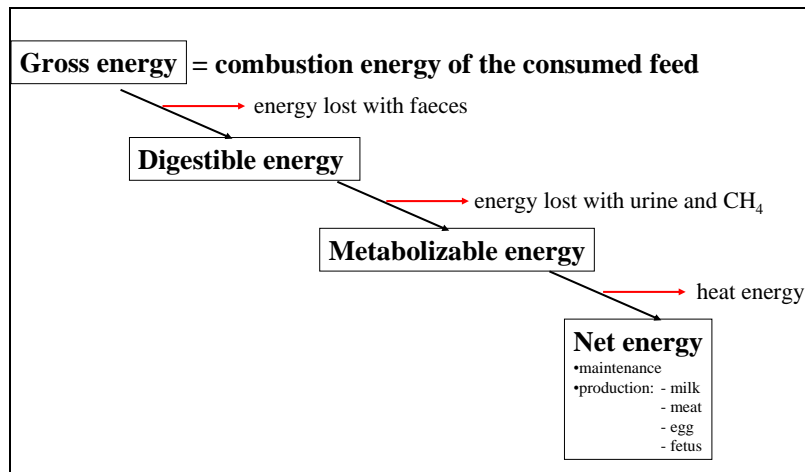 Gross energy = combustion energy of the consumed feed
energy lost with faeces
Digestible energy
energy lost with urine and CH₄
Metabolizable energy
heat energy
Net energy
•maintenance
•production: - milk
- meat
- egg
- fetus